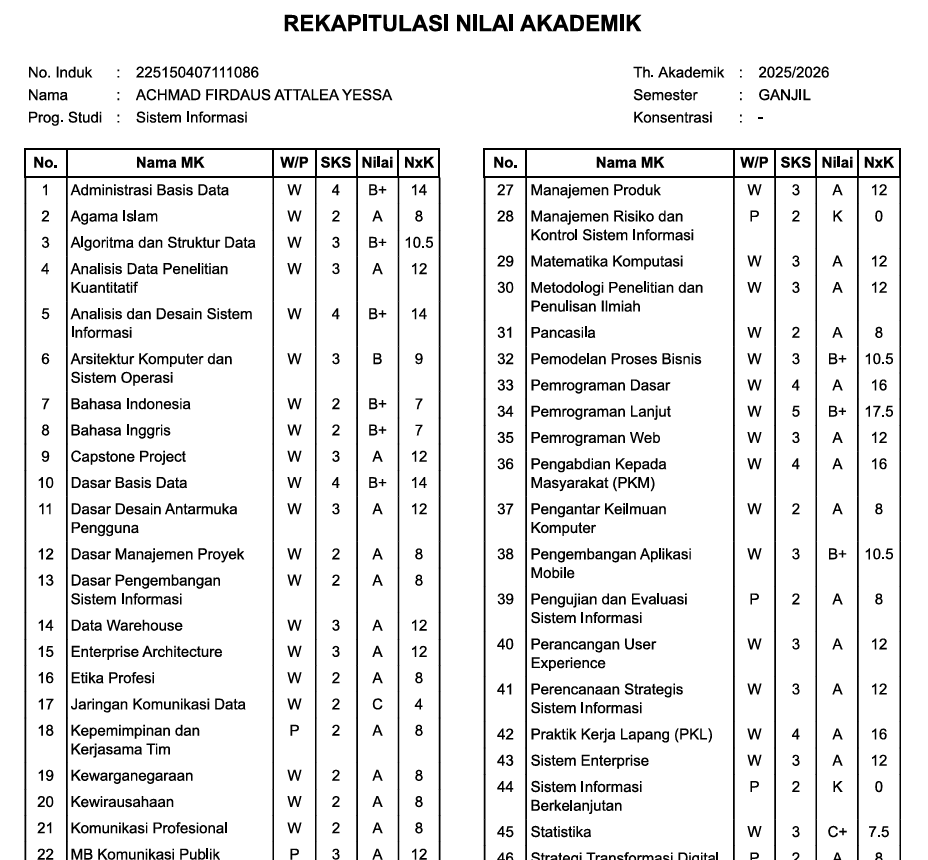 REKAPITULASI NILAI AKADEMIK
No. Induk : 225150407111086
Nama : ACHMAD FIRDAUS ATTALEA YESSA
Prog. Studi : Sistem Informasi
Th. Akademik : 2025/2026
Semester : GANJIL
Konsentrasi : -
No. Nama MK W/P SKS Nilai NxK
1 Administrasi Basis Data W 4 B+ 14
2 Agama Islam W 2 A 8
3 Algoritma dan Struktur Data W 3 B+ 10.5
4 Analisis Data Penelitian W 3 A 12
Kuantitatif
5 Analisis dan Desain Sistem W 4 B+ 14
Informasi
6 Arsitektur Komputer dan W 3 B 9
Sistem Operasi
7 Bahasa Indonesia W 2 B+ 7
8 Bahasa Inggris W 2 B+ 7
9 Capstone Project W 3 A 12
10 Dasar Basis Data W 4 B+ 14
11 Dasar Desain Antarmuka W 3 A 12
Pengguna
12 Dasar Manajemen Proyek W 2 A 8
13 Dasar Pengembangan W 2 A 8
Sistem Informasi
14 Data Warehouse W 3 A 12
15 Enterprise Architecture W 3 A 12
16 Etika Profesi W 2 A 8
17 Jaringan Komunikasi Data W 2 C 4
18 Kepemimpinan dan P 2 A 8
Kerjasama Tim
19 Kewarganegaraan W 2 A 8
20 Kewirausahaan W 2 A 8
21 Komunikasi Profesional W 2 A 8
22 MB Komunikasi Publik P 3 A 12
No. Nama MK W/P SKS Nilai NxK
27 Manajemen Produk W 3 A 12
28 Manajemen Risiko dan P 2 K 0
Kontrol Sistem Informasi
29 Matematika Komputasi W 3 A 12
30 Metodologi Penelitian dan W 3 A 12
Penulisan Ilmiah
31 Pancasila W 2 A 8
32 Pemodelan Proses Bisnis W 3 B+ 10.5
33 Pemrograman Dasar W 4 A 16
34 Pemrograman Lanjut W 5 B+ 17.5
35 Pemrograman Web W 3 A 12
36 Pengabdian Kepada W 4 A 16
Masyarakat (PKM)
37 Pengantar Keilmuan W 2 A 8
Komputer
38 Pengembangan Aplikasi W 3 B+ 10.5
Mobile
39 Pengujian dan Evaluasi P 2 A 8
Sistem Informasi
40 Perancangan User W 3 A 12
Experience
41 Perencanaan Strategis W 3 A 12
Sistem Informasi
42 Praktik Kerja Lapang (PKL) W 4 A 16
43 Sistem Enterprise W 3 A 12
44 Sistem Informasi P 2 K 0
Berkelanjutan
45 Statistika W 3 C+ 7.5
46 Strategi Transformasi Digital P 2 A 8